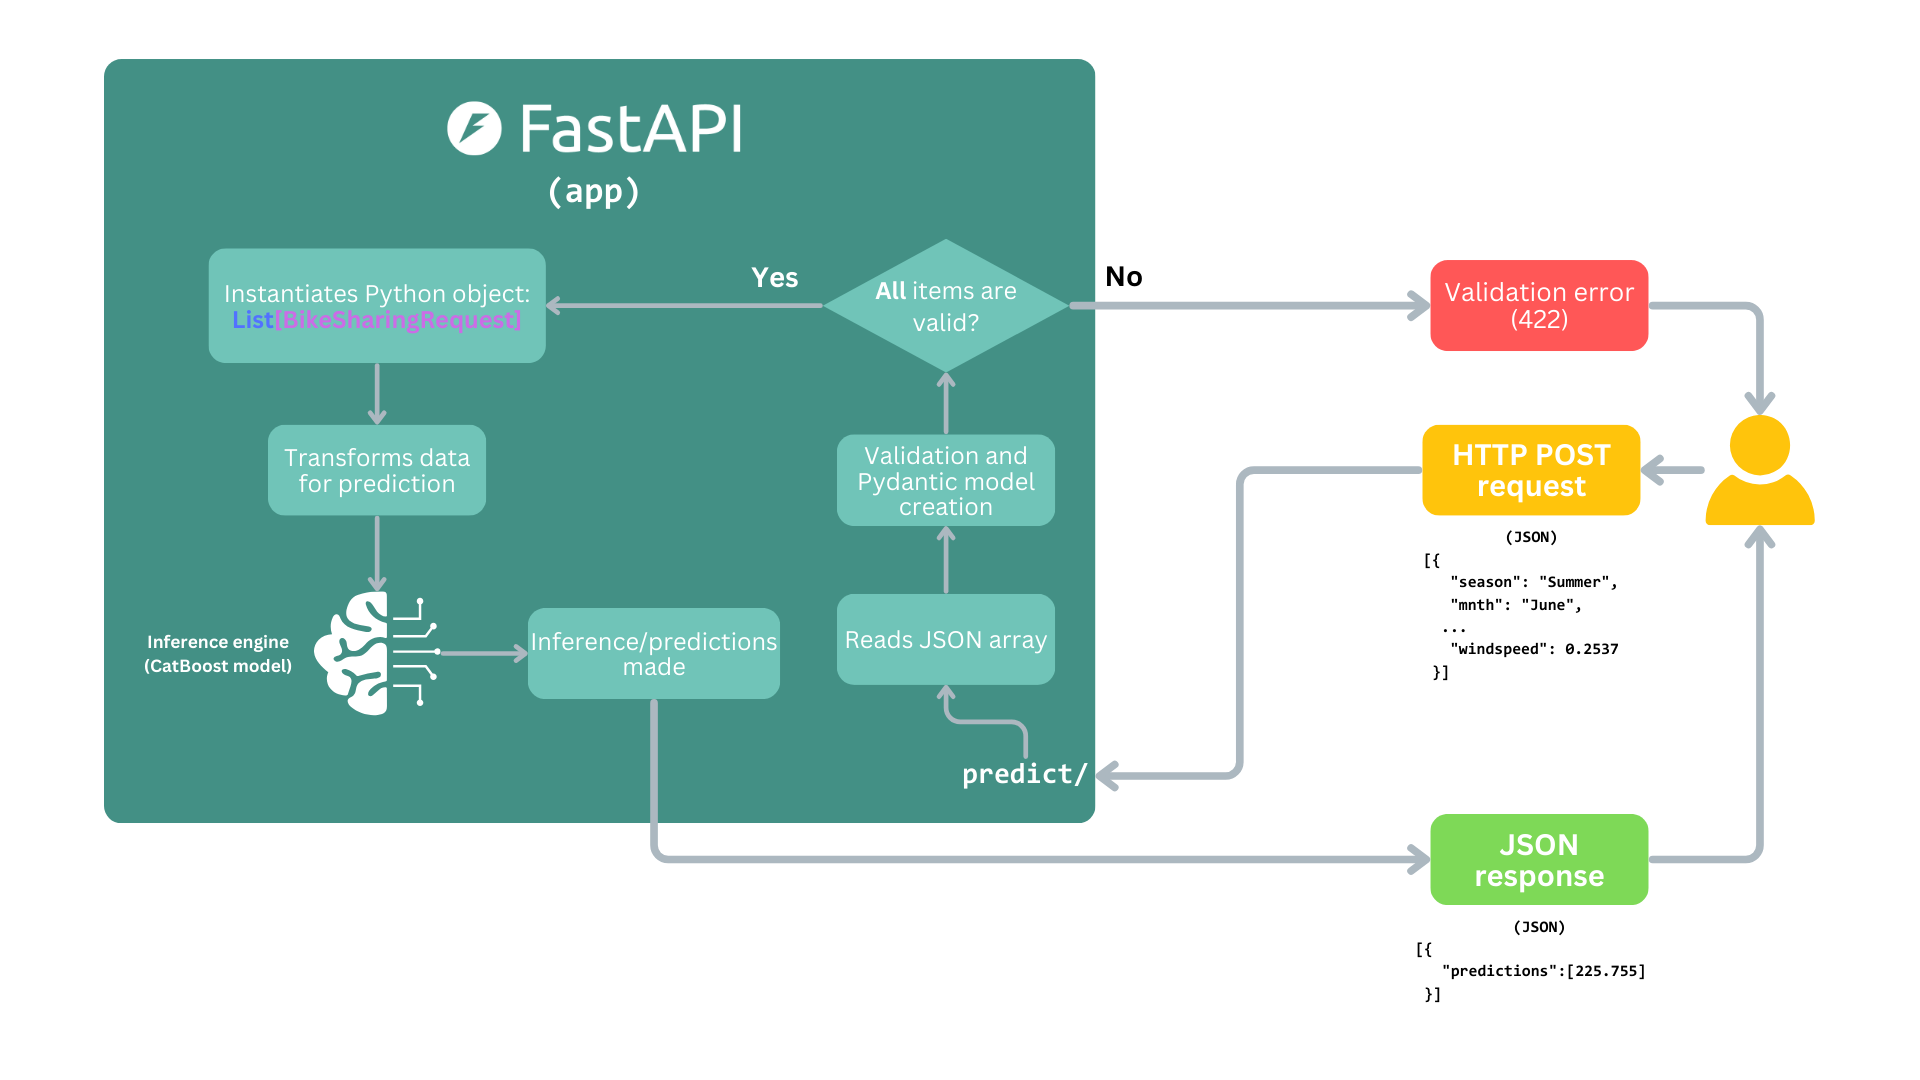 FastAPI
(app)
Instantiates Python object:
List[BikeSharingRequest]
Yes
All items are
valid?
No
Validation error
(422)
Transforms data
for prediction
Validation and
Pydantic model
creation
HTTP POST
request
(JSON)
[{
"season": "Summer",
"mnth": "June",
...
"windspeed": 0.2537
}]
Inference engine
(CatBoost model)
Inference/predictions
made
Reads JSON array
predict/
JSON
response
(JSON)
[{
"predictions":[225.755]
}]